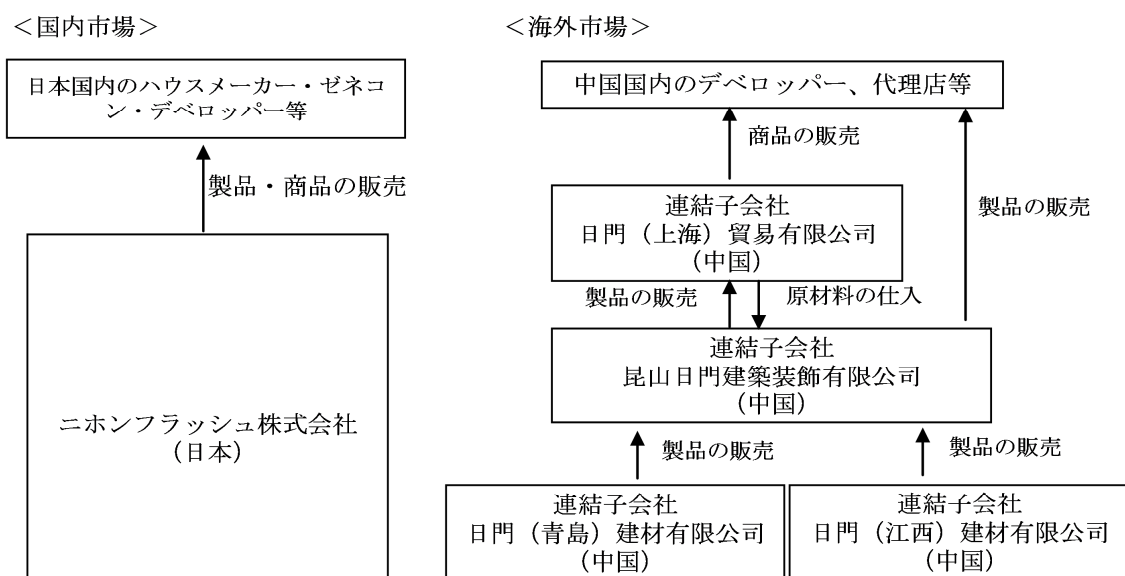 ＜国内市場＞
日本国内のハウスメーカー・ゼネコ
ン・デベロッパー等
製品・商品の販売
ニホンフラッシュ株式会社
（日本）
＜海外市場＞
中国国内のデベロッパー、代理店等
商品の販売
製品の販売
連結子会社
日門（上海）貿易有限公司
（中国）
製品の販売
原材料の仕入
連結子会社
昆山日門建築装飾有限公司
（中国）
製品の販売
製品の販売
連結子会社
日門（青島）建材有限公司
（中国）
連結子会社
日門（江西）建材有限公司
（中国）